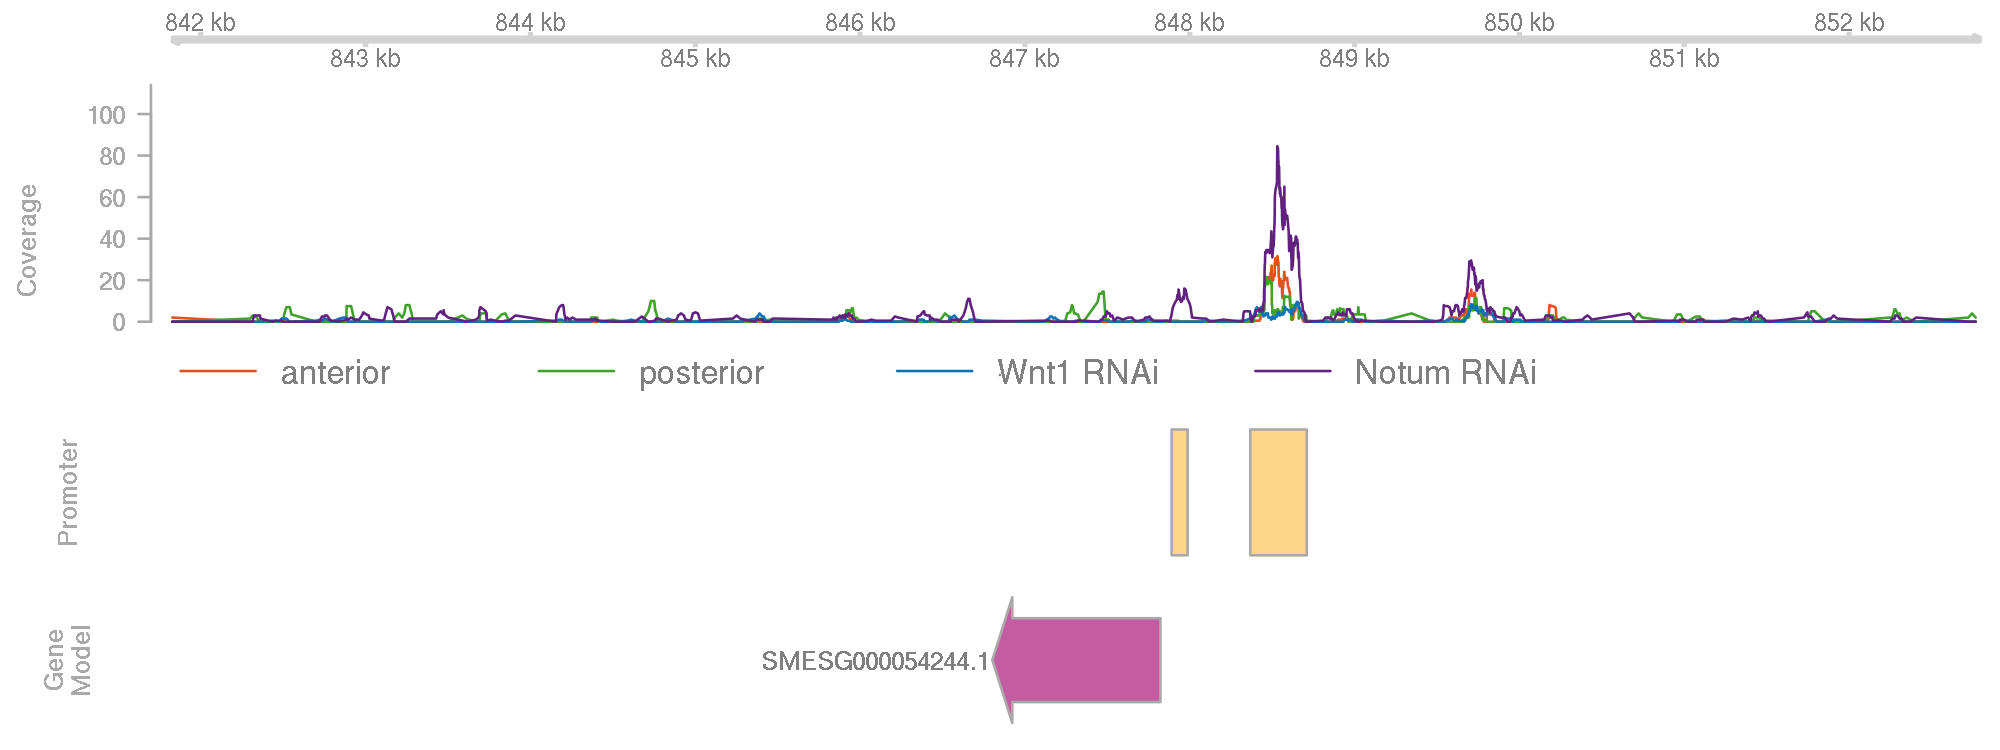 842 kb 844 kb 846 kb 848 kb 850 kb 852 kb
843 kb 845 kb 847 kb 849 kb 851 kb
Coverage
100
80
60
40
20
0
anterior posterior Wnt1 RNAi Notum RNAi
Promoter
Gene
Model
SMESG000054244.1